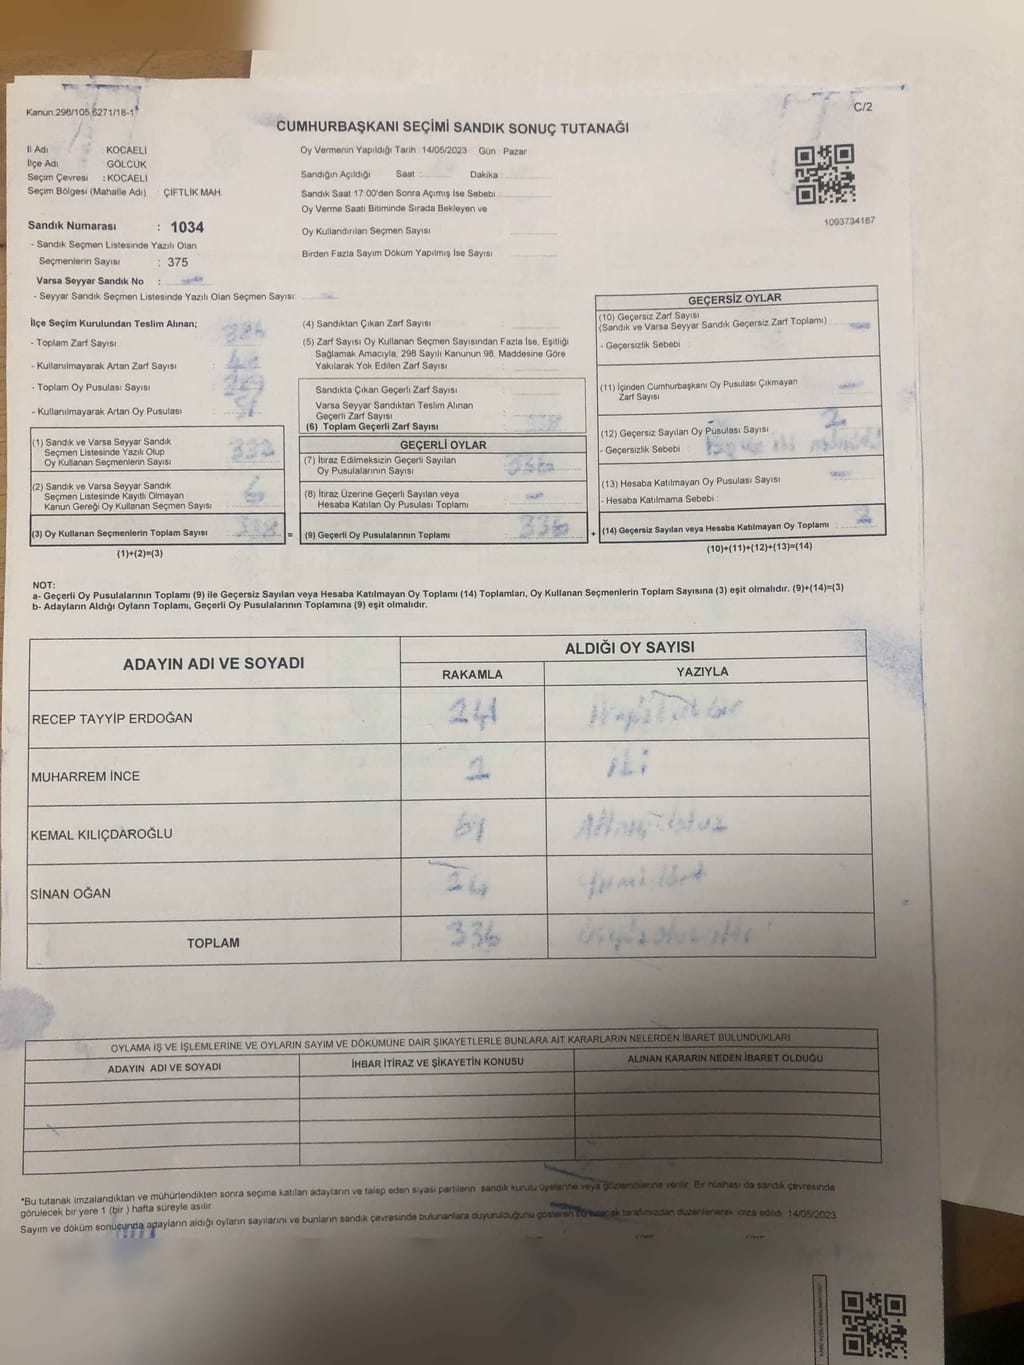 Kanun.298/105,6271/18-1
C/2
CUMHURBAŞKANI SEÇİMİ SANDIK SONUÇ TUTANAĞI
İl Adı KOCAELİ
İlçe Adı GÖLCÜK
Seçim Çevresi : KOCAELİ
Seçim Bölgesi (Mahalle Adı) : ÇİFTLİK MAH.
Sandık Numarası : 1034
- Sandık Seçmen Listesinde Yazılı Olan
Seçmenlerin Sayısı : 375
Varsa Seyyar Sandık No :
- Seyyar Sandık Seçmen Listesinde Yazılı Olan Seçmen Sayısı:
Oy Vermenin Yapıldığı Tarih :14/05/2023 Gün : Pazar
Sandığın Açıldığı Saat Dakika
Sandık Saat 17:00'den Sonra Açımış İse Sebebi
Oy Verme Saati Bitiminde Sırada Bekleyen ve
Oy Kullandırılan Seçmen Sayısı
Birden Fazla Sayım Döküm Yapılmış İse Sayısı
1093734167
İlçe Seçim Kurulundan Teslim Alınan;
- Toplam Zarf Sayısı
- Kullanılmayarak Artan Zarf Sayısı :
- Toplam Oy Pusulası Sayısı :
- Kullanılmayarak Artan Oy Pusulası :
(1) Sandık ve Varsa Seyyar Sandık
Seçmen Listesinde Yazılı Olup
Oy Kullanan Seçmenlerin Sayısı : 332
(2) Sandık ve Varsa Seyyar Sandık
Seçmen Listesinde Kayıtlı Olmayan
Kanun Gereği Oy Kullanan Seçmen Sayısı : 6
(3) Oy Kullanan Seçmenlerin Toplam Sayısı : 338 =
(1)+(2)=(3)
(4) Sandıktan Çıkan Zarf Sayısı
(5) Zarf Sayısı Oy Kullanan Seçmen Sayısından Fazla İse, Eşitliği
Sağlamak Amacıyla; 298 Sayılı Kanunun 98. Maddesine Göre
Yakılarak Yok Edilen Zarf Sayısı
Sandıkta Çıkan Geçerli Zarf Sayısı
Varsa Seyyar Sandıktan Teslim Alınan
Geçerli Zarf Sayısı
(6) Toplam Geçerli Zarf Sayısı
GEÇERLİ OYLAR
(7) İtiraz Edilmeksizin Geçerli Sayılan
Oy Pusulalarının Sayısı : 336
(8) İtiraz Üzerine Geçerli Sayılan veya
Hesaba Katılan Oy Pusulası Toplamı :
(9) Geçerli Oy Pusulalarının Toplamı : 336 +
GEÇERSİZ OYLAR
(10) Geçersiz Zarf Sayısı
(Sandık ve Varsa Seyyar Sandık Geçersiz Zarf Toplamı)
- Geçersizlik Sebebi :
(11) İçinden Cumhurbaşkanı Oy Pusulası Çıkmayan
Zarf Sayısı
(12) Geçersiz Sayılan Oy Pusulası Sayısı 2
- Geçersizlik Sebebi :
(13) Hesaba Katılmayan Oy Pusulası Sayısı
- Hesaba Katılmama Sebebi :
(14) Geçersiz Sayılan veya Hesaba Katılmayan Oy Toplamı : 2
(10)+(11)+(12)+(13)=(14)
NOT:
a- Geçerli Oy Pusulalarının Toplamı (9) ile Geçersiz Sayılan veya Hesaba Katılmayan Oy Toplamı (14) Toplamları, Oy Kullanan Seçmenlerin Toplam Sayısına (3) eşit olmalıdır. (9)+(14)=(3)
b- Adayların Aldığı Oyların Toplamı, Geçerli Oy Pusulalarının Toplamına (9) eşit olmalıdır.
ADAYIN ADI VE SOYADI
ALDIĞI OY SAYISI
RAKAMLA YAZIYLA
RECEP TAYYİP ERDOĞAN 241
MUHARREM İNCE 2 iki
KEMAL KILIÇDAROĞLU 69 Altmışdokuz
SİNAN OĞAN 24
TOPLAM 336
OYLAMA İŞ VE İŞLEMLERİNE VE OYLARIN SAYIM VE DÖKÜMÜNE DAİR ŞİKAYETLERLE BUNLARA AİT KARARLARIN NELERDEN İBARET BULUNDUKLARI
ADAYIN ADI VE SOYADI İHBAR İTİRAZ VE ŞİKAYETİN KONUSU ALINAN KARARIN NEDEN İBARET OLDUĞU
*Bu tutanak imzalandıktan ve mühürlendikten sonra seçime katılan adayların ve talep eden siyasi partilerin sandık kurulu üyelerine veya gözlemcilerine verilir. Bir nüshası da sandık çevresinde
görülecek bir yere 1 (bir ) hafta süreyle asılır.
Sayım ve döküm sonucunda adayların aldığı oyların sayılarını ve bunların sandık çevresinde bulunanlara duyurulduğunu gösteren bu tutanak tarafımızdan düzenlenerek imza edildi. 14/05/2023